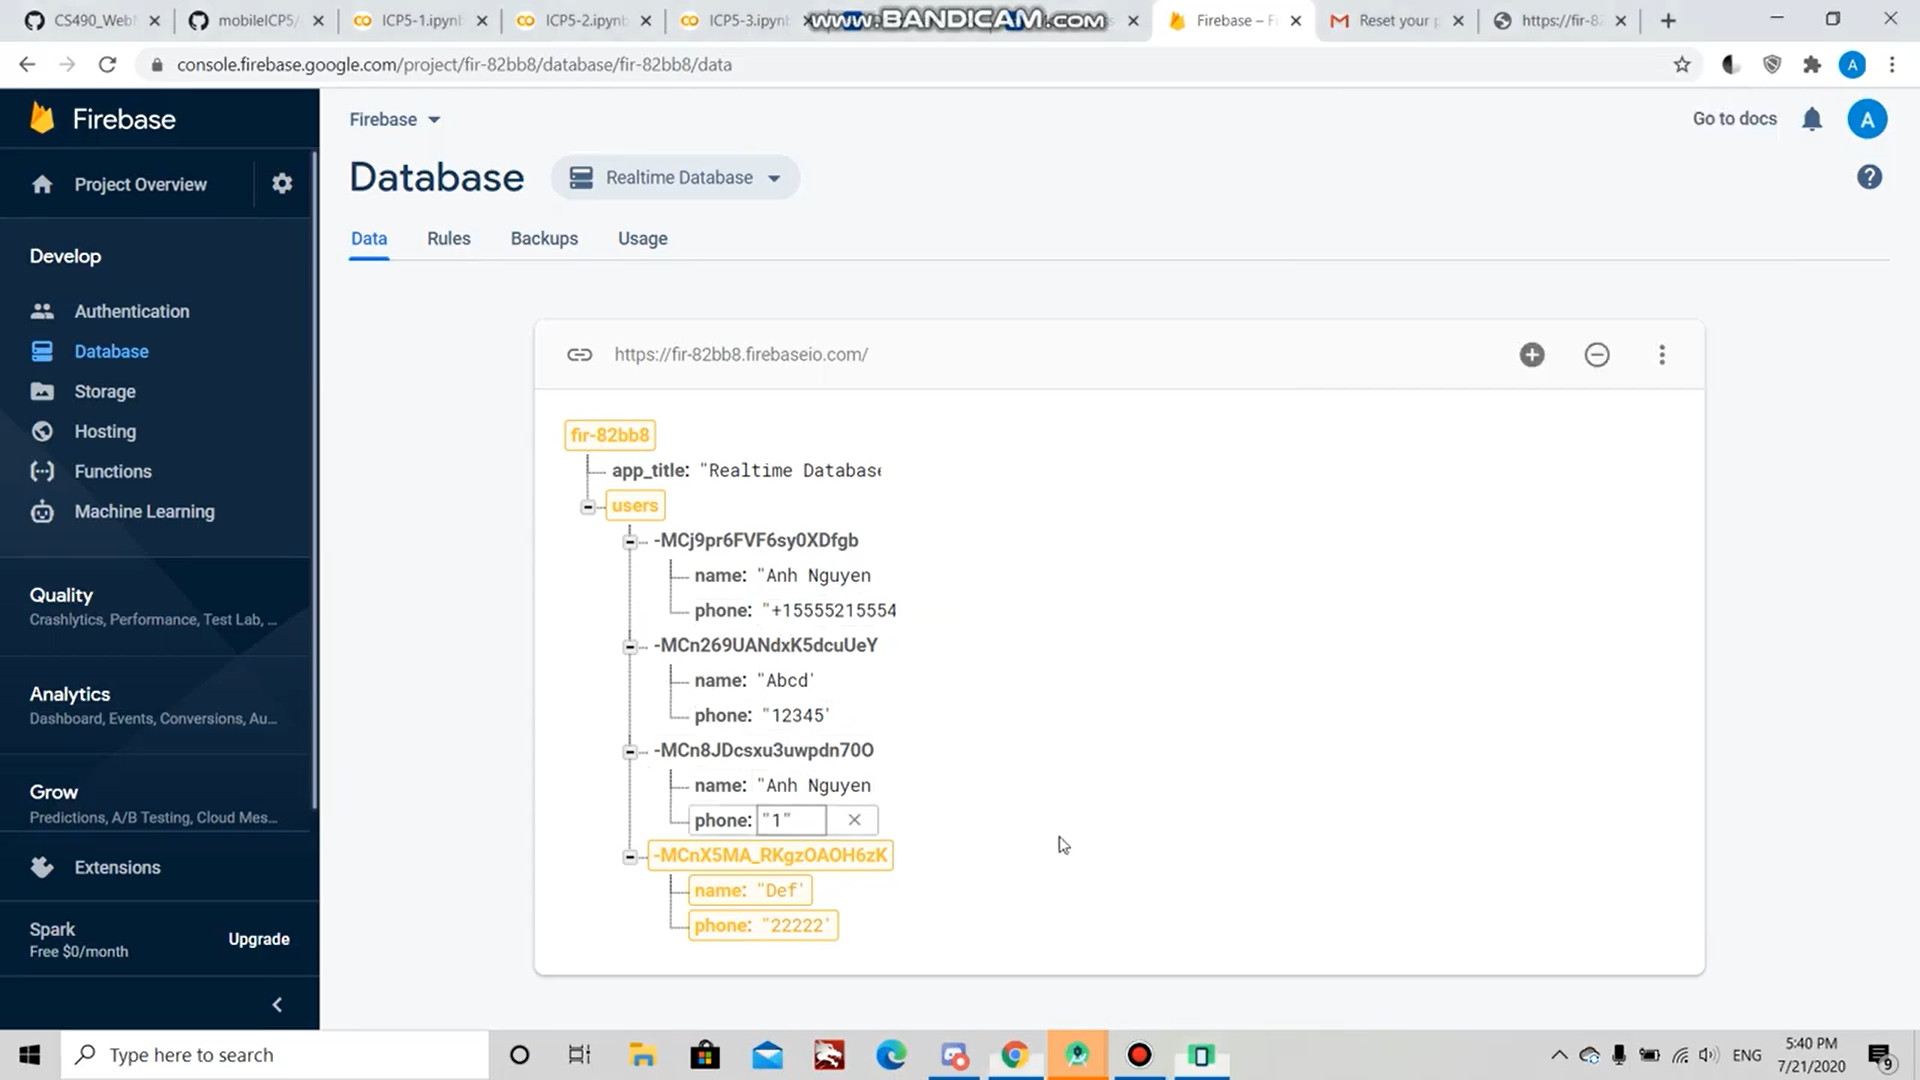 CS490_Webl
mobileICP5/
ICP5-1.ipynl
ICP5-2.ipynb
ICP5-3.ipynt
www.BANDICAM.com
Firebase – Fi
Reset your p
https://fir-82
console.firebase.google.com/project/fir-82bb8/database/fir-82bb8/data
A
Firebase
Firebase
Go to docs
A
Project Overview
Database
Realtime Database
Data
Rules
Backups
Usage
Develop
Authentication
Database
Storage
Hosting
Functions
Machine Learning
https://fir-82bb8.firebaseio.com/
fir-82bb8
app_title: "Realtime Database
users
-MCj9pr6FVF6sy0XDfgb
name: "Anh Nguyen
phone: "+15555215554
-MCn269UANdxK5dcuUeY
name: "Abcd'
phone: "12345'
-MCn8JDcsxu3uwpdn70O
name: "Anh Nguyen
phone: "1"
-MCnX5MA_RKgzOAOH6zK
name: "Def'
phone: "22222'
Quality
Crashlytics, Performance, Test Lab, ...
Analytics
Dashboard, Events, Conversions, Au...
Grow
Predictions, A/B Testing, Cloud Mes...
Extensions
Spark
Free $0/month
Upgrade
Type here to search
ENG
5:40 PM
7/21/2020
9